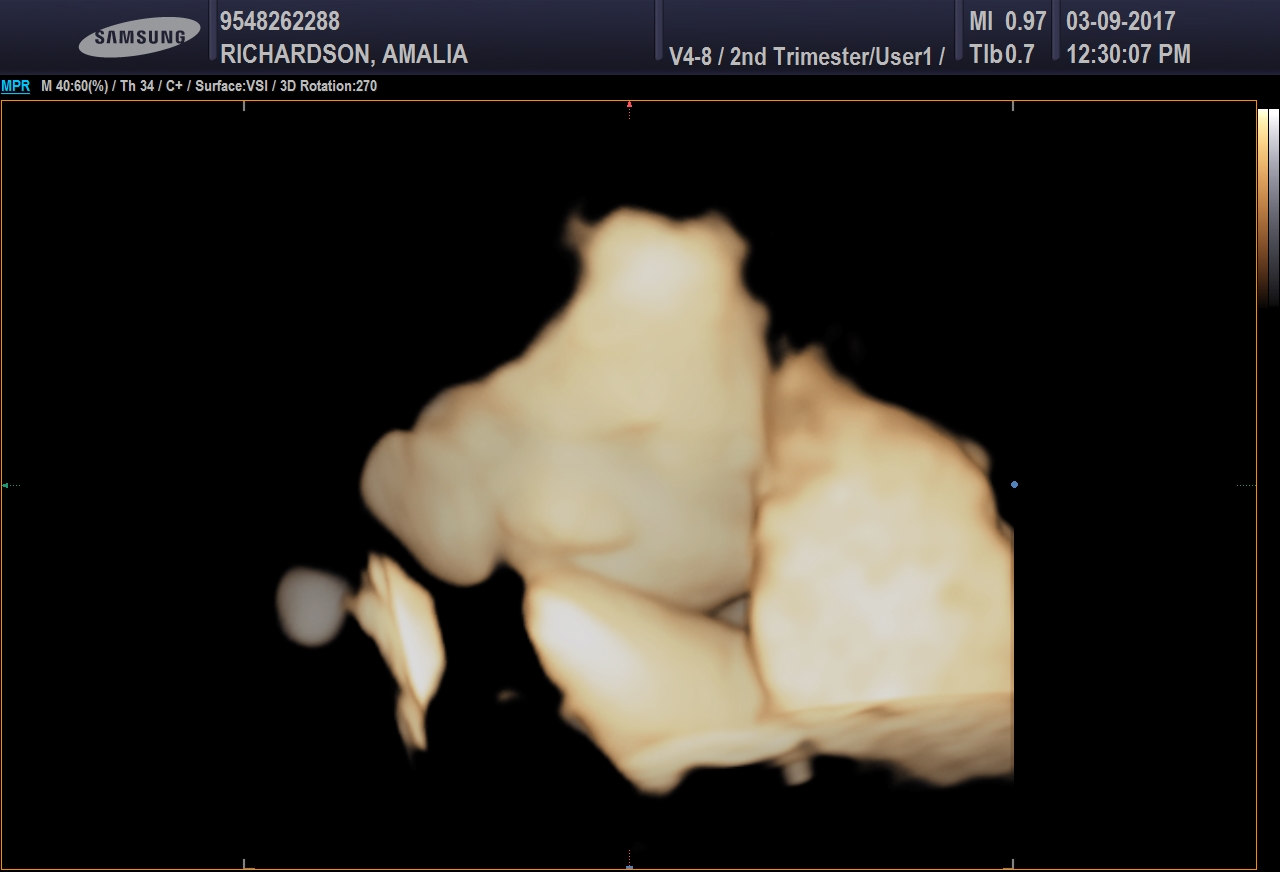 SAMSUNG
9548262288
RICHARDSON, AMALIA
V4-8 / 2nd Trimester/User1 /
MI 0.97
TIb 0.7
03-09-2017
12:30:07 PM
MPR M 40:60(%) / Th 34 / C+ / Surface:VSI / 3D Rotation:270